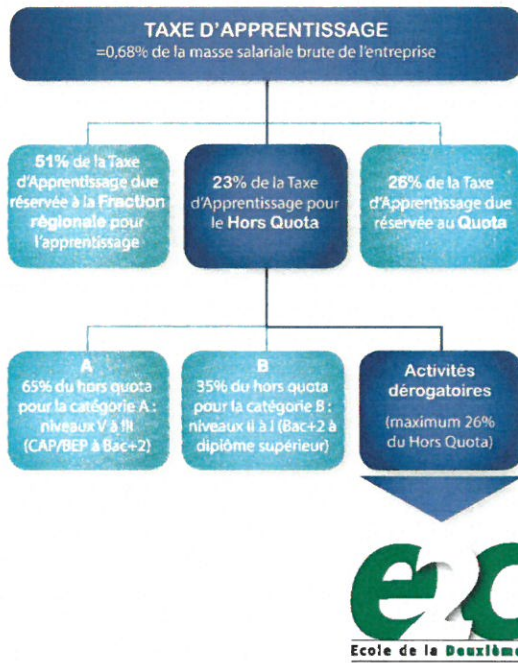 TAXE D'APPRENTISSAGE
=0,68% de la masse salariale brute de l'entreprise
51% de la Taxe
d'Apprentissage due
réservée à la Fraction
régionale pour
l'apprentissage
23% de la Taxe
d'Apprentissage pour
le Hors Quota
26% de la Taxe
d'Apprentissage due
réservée au Quota
A
65% du hors quota
pour la catégorie A :
niveaux V à III
(CAP/BEP à Bac+2)
B
35% du hors quota
pour la catégorie B :
niveaux II à I (Bac+2 à
diplôme supérieur)
Activités
dérogatoires
(maximum 26%
du Hors Quota)
e2c
Ecole de la Deuxième